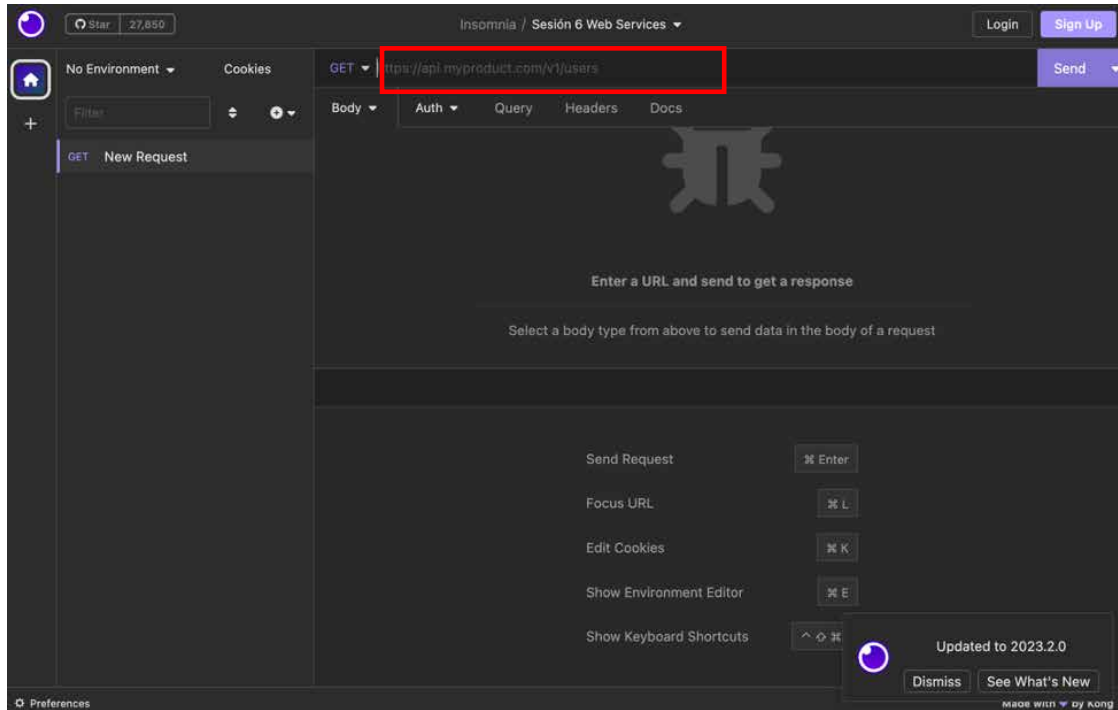 Star 27,850
Insomnia / Sesión 6 Web Services
Login
Sign Up
No Environment
Cookies
GET
https://api.myproduct.com/v1/users
Send
Filter
Body
Auth
Query
Headers
Docs
GET New Request
Enter a URL and send to get a response
Select a body type from above to send data in the body of a request
Send Request
⌘ Enter
Focus URL
⌘ L
Edit Cookies
⌘ K
Show Environment Editor
⌘ E
Show Keyboard Shortcuts
^ ⇧ ⌘
Updated to 2023.2.0
Dismiss
See What's New
Preferences
Made with ♥ by Kong